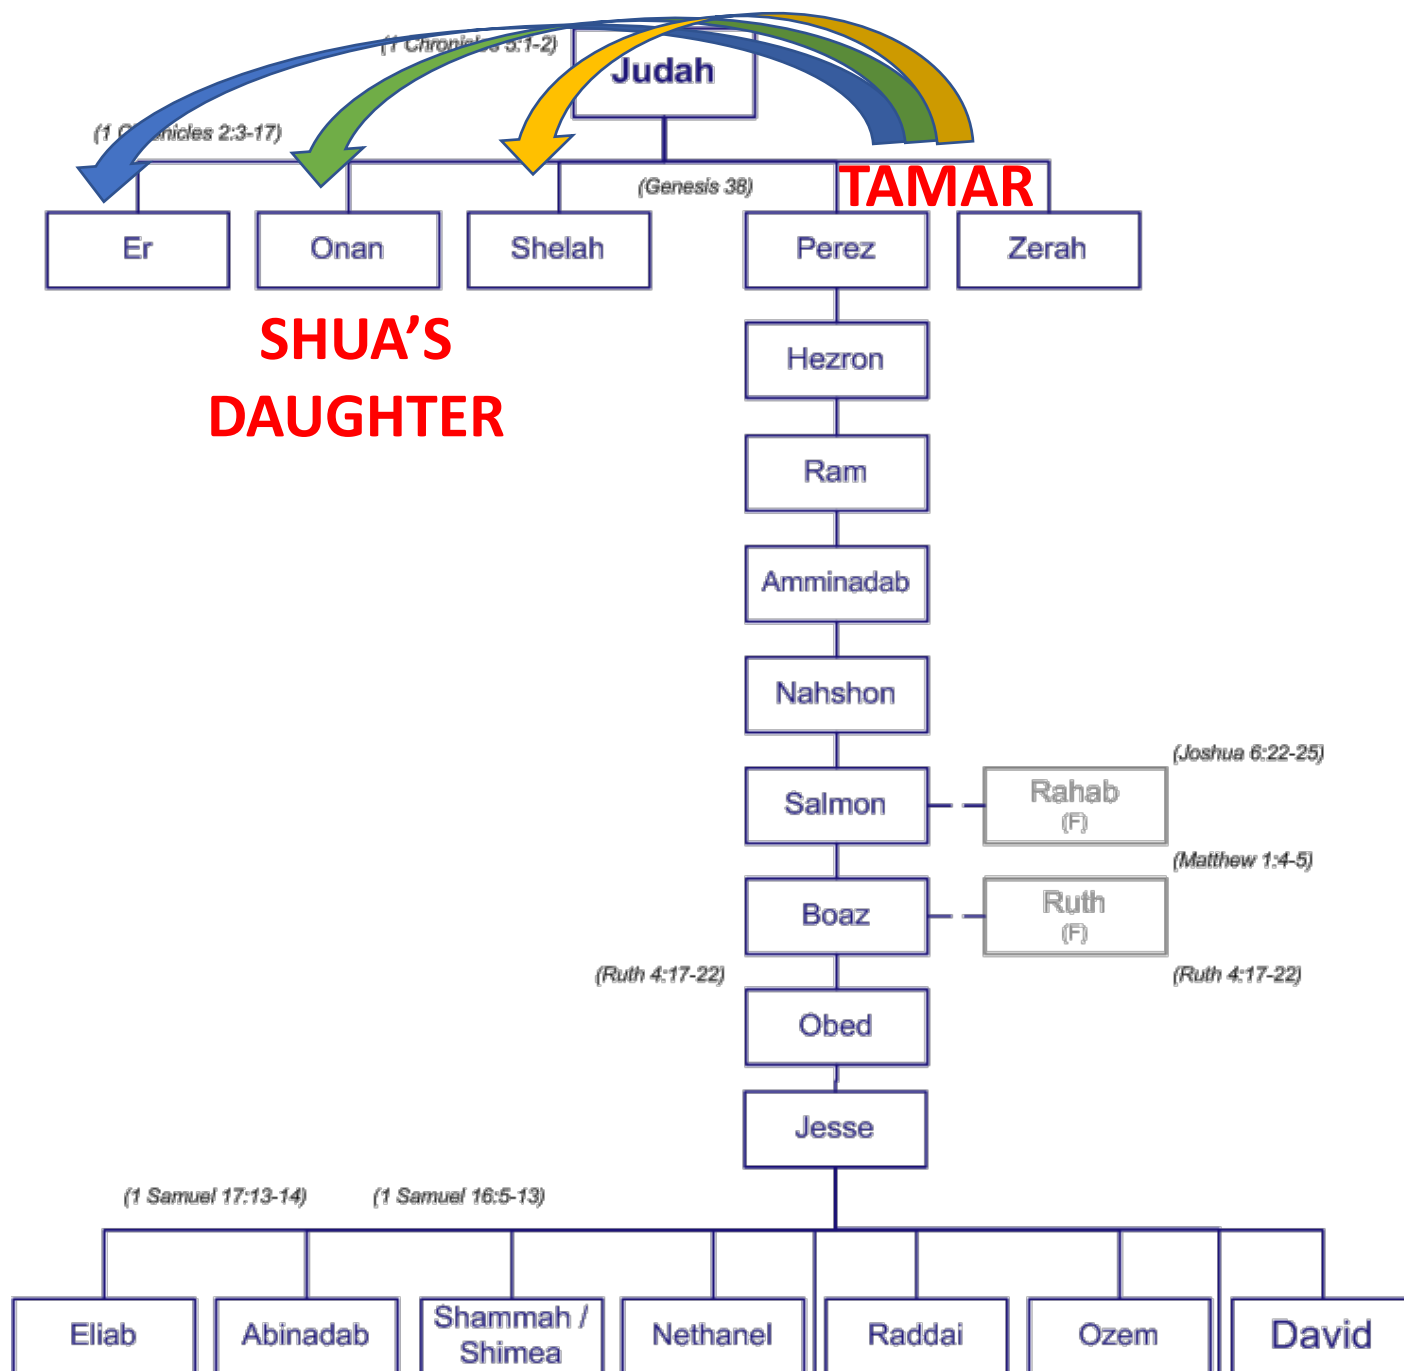 (1 Chronicles 5:1-2)
Judah
(1 Chronicles 2:3-17)
(Genesis 38)
TAMAR
Er
Onan
Shelah
Perez
Zerah
SHUA’S
DAUGHTER
Hezron
Ram
Amminadab
Nahshon
(Joshua 6:22-25)
Salmon
Rahab
(F)
(Matthew 1:4-5)
Boaz
Ruth
(F)
(Ruth 4:17-22)
(Ruth 4:17-22)
Obed
Jesse
(1 Samuel 17:13-14)
(1 Samuel 16:5-13)
Eliab
Abinadab
Shammah /
Shimea
Nethanel
Raddai
Ozem
David